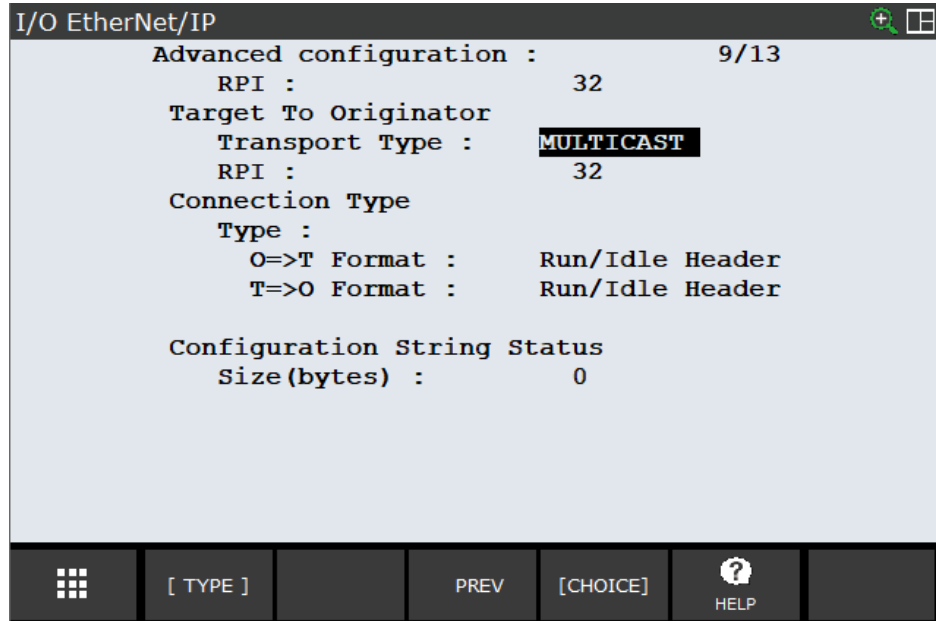 I/O EtherNet/IP
Advanced configuration : 9/13
RPI : 32
Target To Originator
Transport Type : MULTICAST
RPI : 32
Connection Type
Type :
O=>T Format : Run/Idle Header
T=>O Format : Run/Idle Header
Configuration String Status
Size(bytes) : 0
[ TYPE ] PREV [CHOICE] HELP